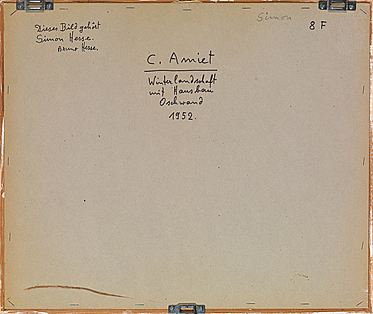 Simon
8 F
Dieses Bild gehört
Simon Hesse.
Bruno Hesse.
C. Amiet
Winterlandschaft
mit Hausbau
Oschwand
1952.